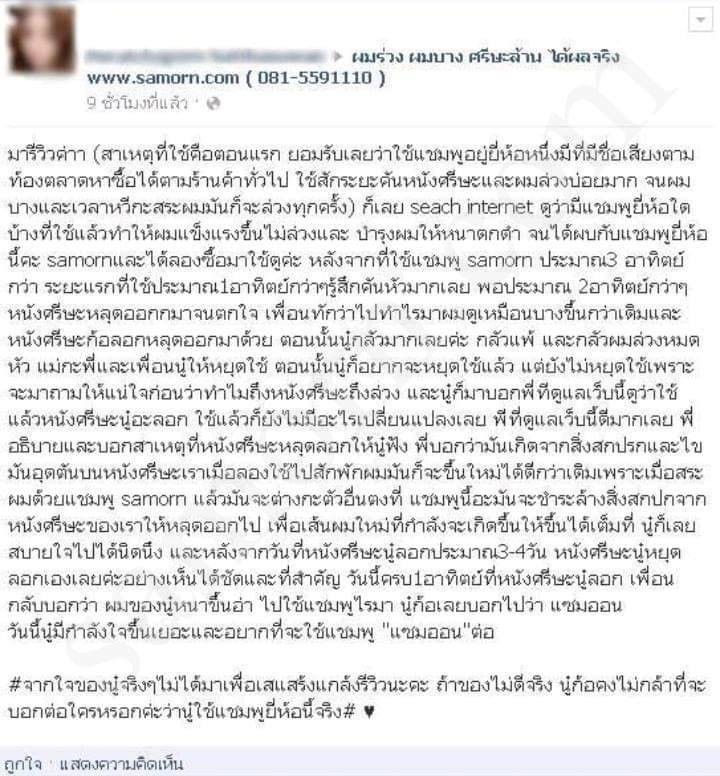 ผมร่วง ผมบาง ศรีษะล้าน ได้ผลจริง
www.samorn.com ( 081-5591110 )
9 ชั่วโมงที่แล้ว ·
มารีวิวค่าา (สาเหตุที่ใช้คือตอนแรก ยอมรับเลยว่าใช้แชมพูอยู่ยี่ห้อหนึ่งมีที่มีชื่อเสียงตาม
ท้องตลาดหาซื้อได้ตามร้านค้าทั่วไป ใช้สักระยะคันหนังศรีษะและผมล่วงบ่อยมาก จนผม
บางและเวลาหวีกะสระผมมันก็จะล่วงทุกครั้ง) ก็เลย seach internet ดูว่ามีแชมพูยี่ห้อใด
บ้างที่ใช้แล้วทำให้ผมแข็งแรงขึ้นไม่ล่วงและ บำรุงผมให้หนาดกดำ จนได้ผบกับแชมพูยี่ห้อ
นี้คะ samornและได้ลองซื้อมาใช้ดูค่ะ หลังจากที่ใช้แชมพู samorn ประมาณ3 อาทิตย์
กว่า ระยะแรกที่ใช้ประมาณ1อาทิตย์กว่าๆรู้สึกคันหัวมากเลย พอประมาณ 2อาทิตย์กว่าๆ
หนังศรีษะหลุดออกกมาจนตกใจ เพื่อนทักว่าไปทำไรมาผมดูเหมือนบางขึ้นกว่าเดิมและ
หนังศรีษะก้อลอกหลุดออกมาด้วย ตอนนั้นนู๋กลัวมากเลยค่ะ กลัวแพ้ และกลัวผมล่วงหมด
หัว แม่กะพี่และเพื่อนนู๋ให้หยุดใช้ ตอนนั้นนู๋ก็อยากจะหยุดใช้แล้ว แต่ยังไม่หยุดใช้เพราะ
จะมาถามให้แน่ใจก่อนว่าทำไมถึงหนังศรีษะถึงล่วง และนู๋ก็มาบอกพี่ที่ดูแลเว็บนี้ดูว่าใช้
แล้วหนังศรีษะนู๋อะลอก ใช้แล้วก็ยังไม่มีอะไรเปลี่ยนแปลงเลย พี่ที่ดูแลเว็บนี้ดีมากเลย พี่
อธิบายและบอกสาเหตุที่หนังศรีษะหลุดลอกให้นู๋ฟัง พี่บอกว่ามันเกิดจากสิ่งสกปรกและไข
มันอุดตันบนหนังศรีษะเราเมื่อลองใช้ไปสักพักผมมันก็จะขึ้นใหม่ได้ดีกว่าเดิมเพราะเมื่อสระ
ผมด้วยแชมพู samorn แล้วมันจะต่างกะตัวอื่นตงที่ แชมพูนี้อะมันจะชำระล้างสิ่งสกปกจาก
หนังศรีษะของเราให้หลุดออกไป เพื่อเส้นผมใหม่ที่กำลังจะเกิดขึ้นให้ขึ้นได้เต็มที่ นู๋ก็เลย
สบายใจไปได้นิดนึง และหลังจากวันที่หนังศรีษะนู๋ลอกประมาณ3-4วัน หนังศรีษะนู๋หยุด
ลอกเองเลยค่ะอย่างเห็นได้ชัดและที่สำคัญ วันนี้ครบ1อาทิตย์ที่หนังศรีษะนู๋ลอก เพื่อน
กลับบอกว่า ผมของนู๋หนาขึ้นอ่า ไปใช้แชมพูไรมา นู๋ก้อเลยบอกไปว่า แซมออน
วันนี้นู๋มีกำลังใจขึ้นเยอะและอยากที่จะใช้แชมพู "แซมออน"ต่อ
#จากใจของนู๋จริงๆไม่ได้มาเพื่อเสแสร้งแกล้งรีวิวนะคะ ถ้าของไม่ดีจริง นู๋ก้อคงไม่กล้าที่จะ
บอกต่อใครหรอกค่ะว่านู๋ใช้แชมพูยี่ห้อนี้จริง# ♥
ถูกใจ · แสดงความคิดเห็น